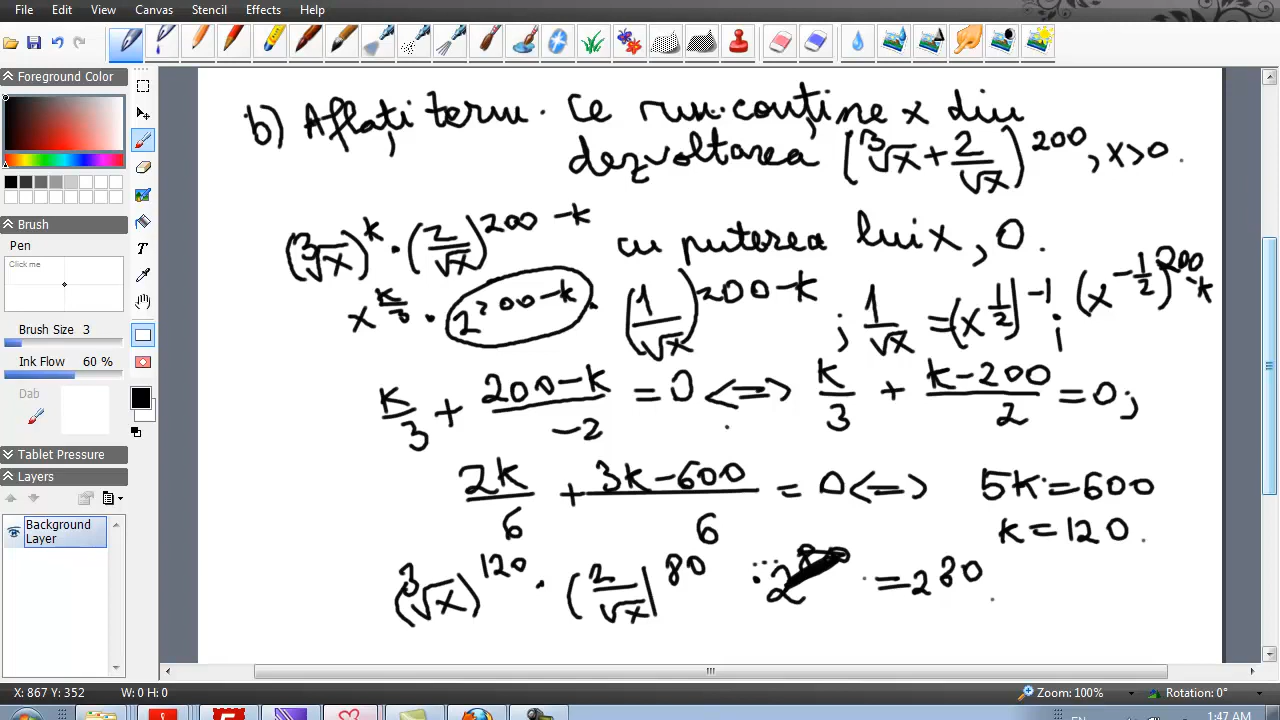 File Edit View Canvas Stencil Effects Help
Foreground Color
Brush
Pen
Click me
Brush Size 3
Ink Flow 60 %
Dab
Tablet Pressure
Layers
Background Layer
b) Aflați term. ce nu conține x din
dezvoltarea (∛x + 2/√x)^200, x>0.
(∛x)^k · (2/√x)^200-k cu puterea lui x, 0.
x^k/3 · 2^200-k · (1/√x)^200-k ; 1/√x = (x^1/2)^-1 ; (x^-1/2)^200-k
k/3 + 200-k/-2 = 0 <=> k/3 + k-200/2 = 0;
2k/6 + 3k-600/6 = 0 <=> 5k = 600
k = 120.
(∛x)^120 · (2/√x)^80 = 2^80.
X: 867 Y: 352 W: 0 H: 0 Zoom: 100% Rotation: 0°
EN 1:47 AM